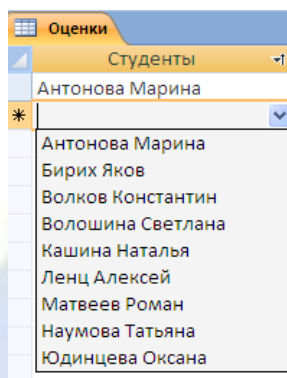 Оценки
Студенты
Антонова Марина
Антонова Марина
Бирих Яков
Волков Константин
Волошина Светлана
Кашина Наталья
Ленц Алексей
Матвеев Роман
Наумова Татьяна
Юдинцева Оксана